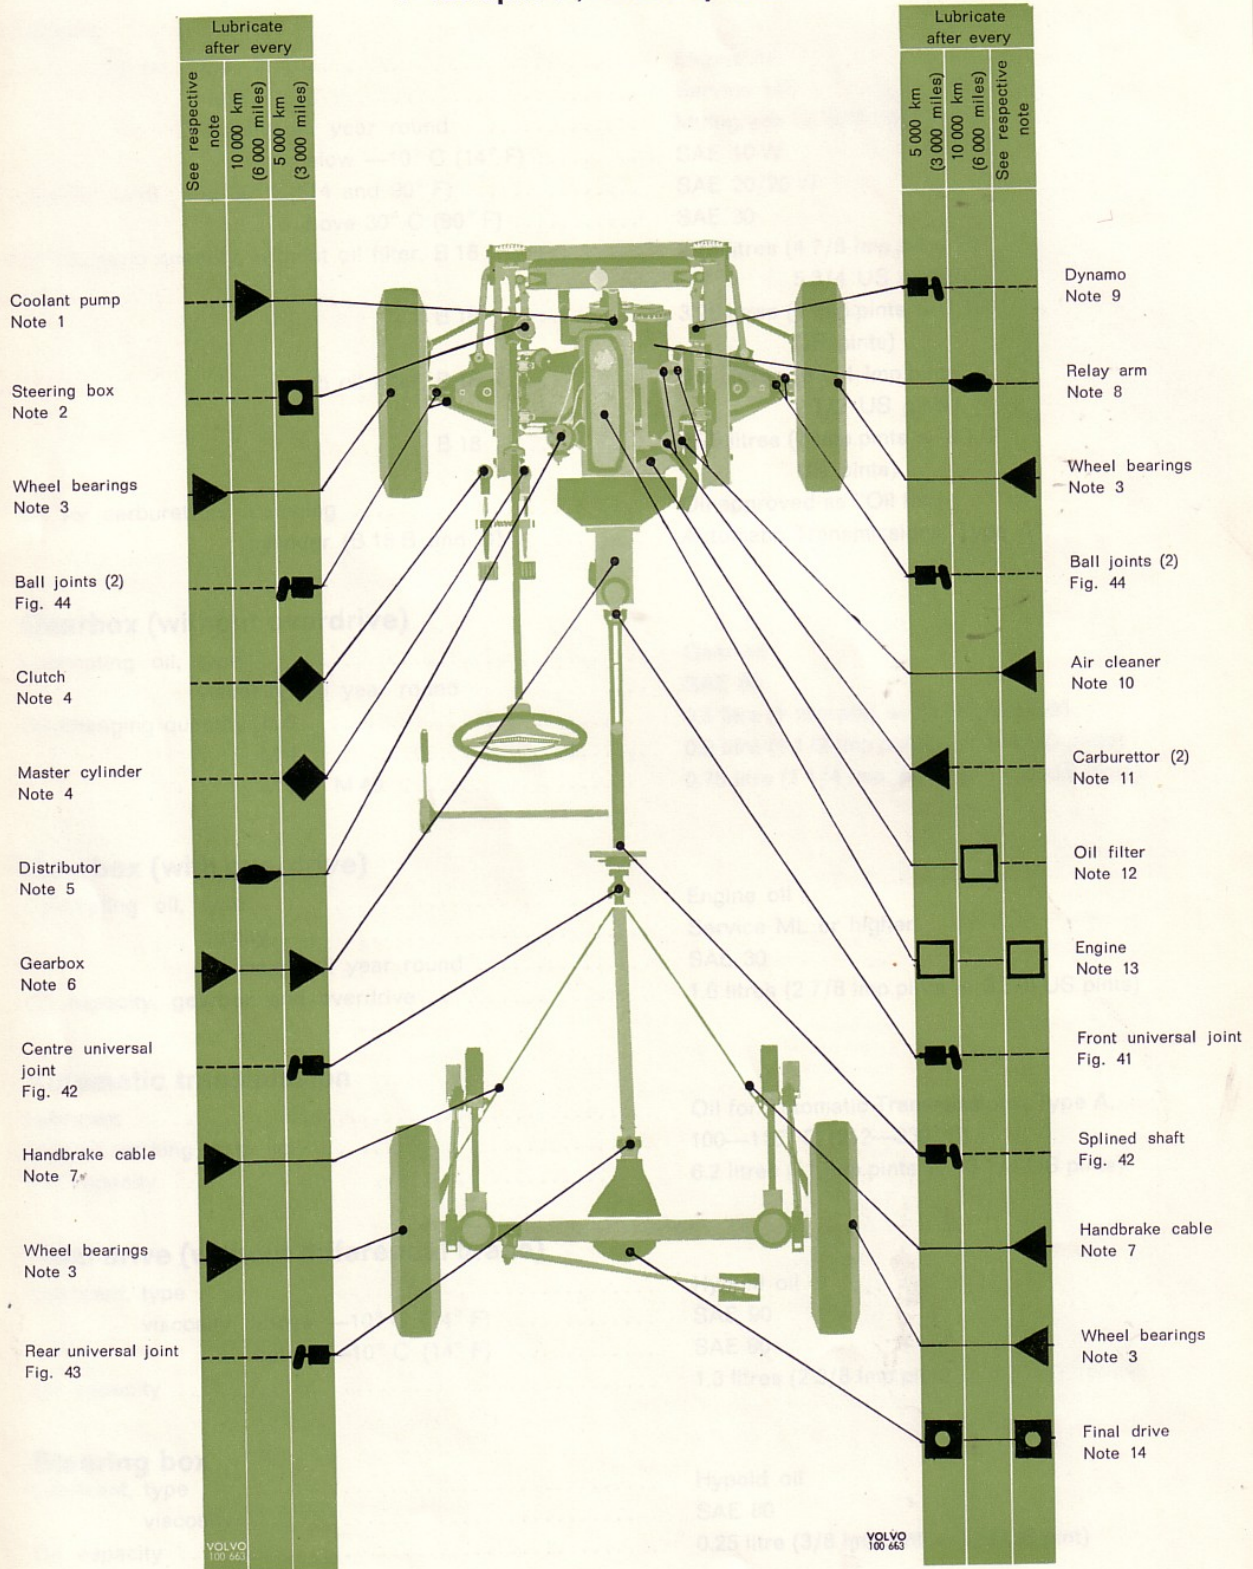 Lubricate
after every
See respective
note
10 000 km
(6 000 miles)
5 000 km
(3 000 miles)
Coolant pump
Note 1
Steering box
Note 2
Wheel bearings
Note 3
Ball joints (2)
Fig. 44
Clutch
Note 4
Master cylinder
Note 4
Distributor
Note 5
Gearbox
Note 6
Centre universal
joint
Fig. 42
Handbrake cable
Note 7
Wheel bearings
Note 3
Rear universal joint
Fig. 43
VOLVO
100 663
Lubricate
after every
5 000 km
(3 000 miles)
10 000 km
(6 000 miles)
See respective
note
Dynamo
Note 9
Relay arm
Note 8
Wheel bearings
Note 3
Ball joints (2)
Fig. 44
Air cleaner
Note 10
Carburettor (2)
Note 11
Oil filter
Note 12
Engine
Note 13
Front universal joint
Fig. 41
Splined shaft
Fig. 42
Handbrake cable
Note 7
Wheel bearings
Note 3
Final drive
Note 14
VOLVO
100 663